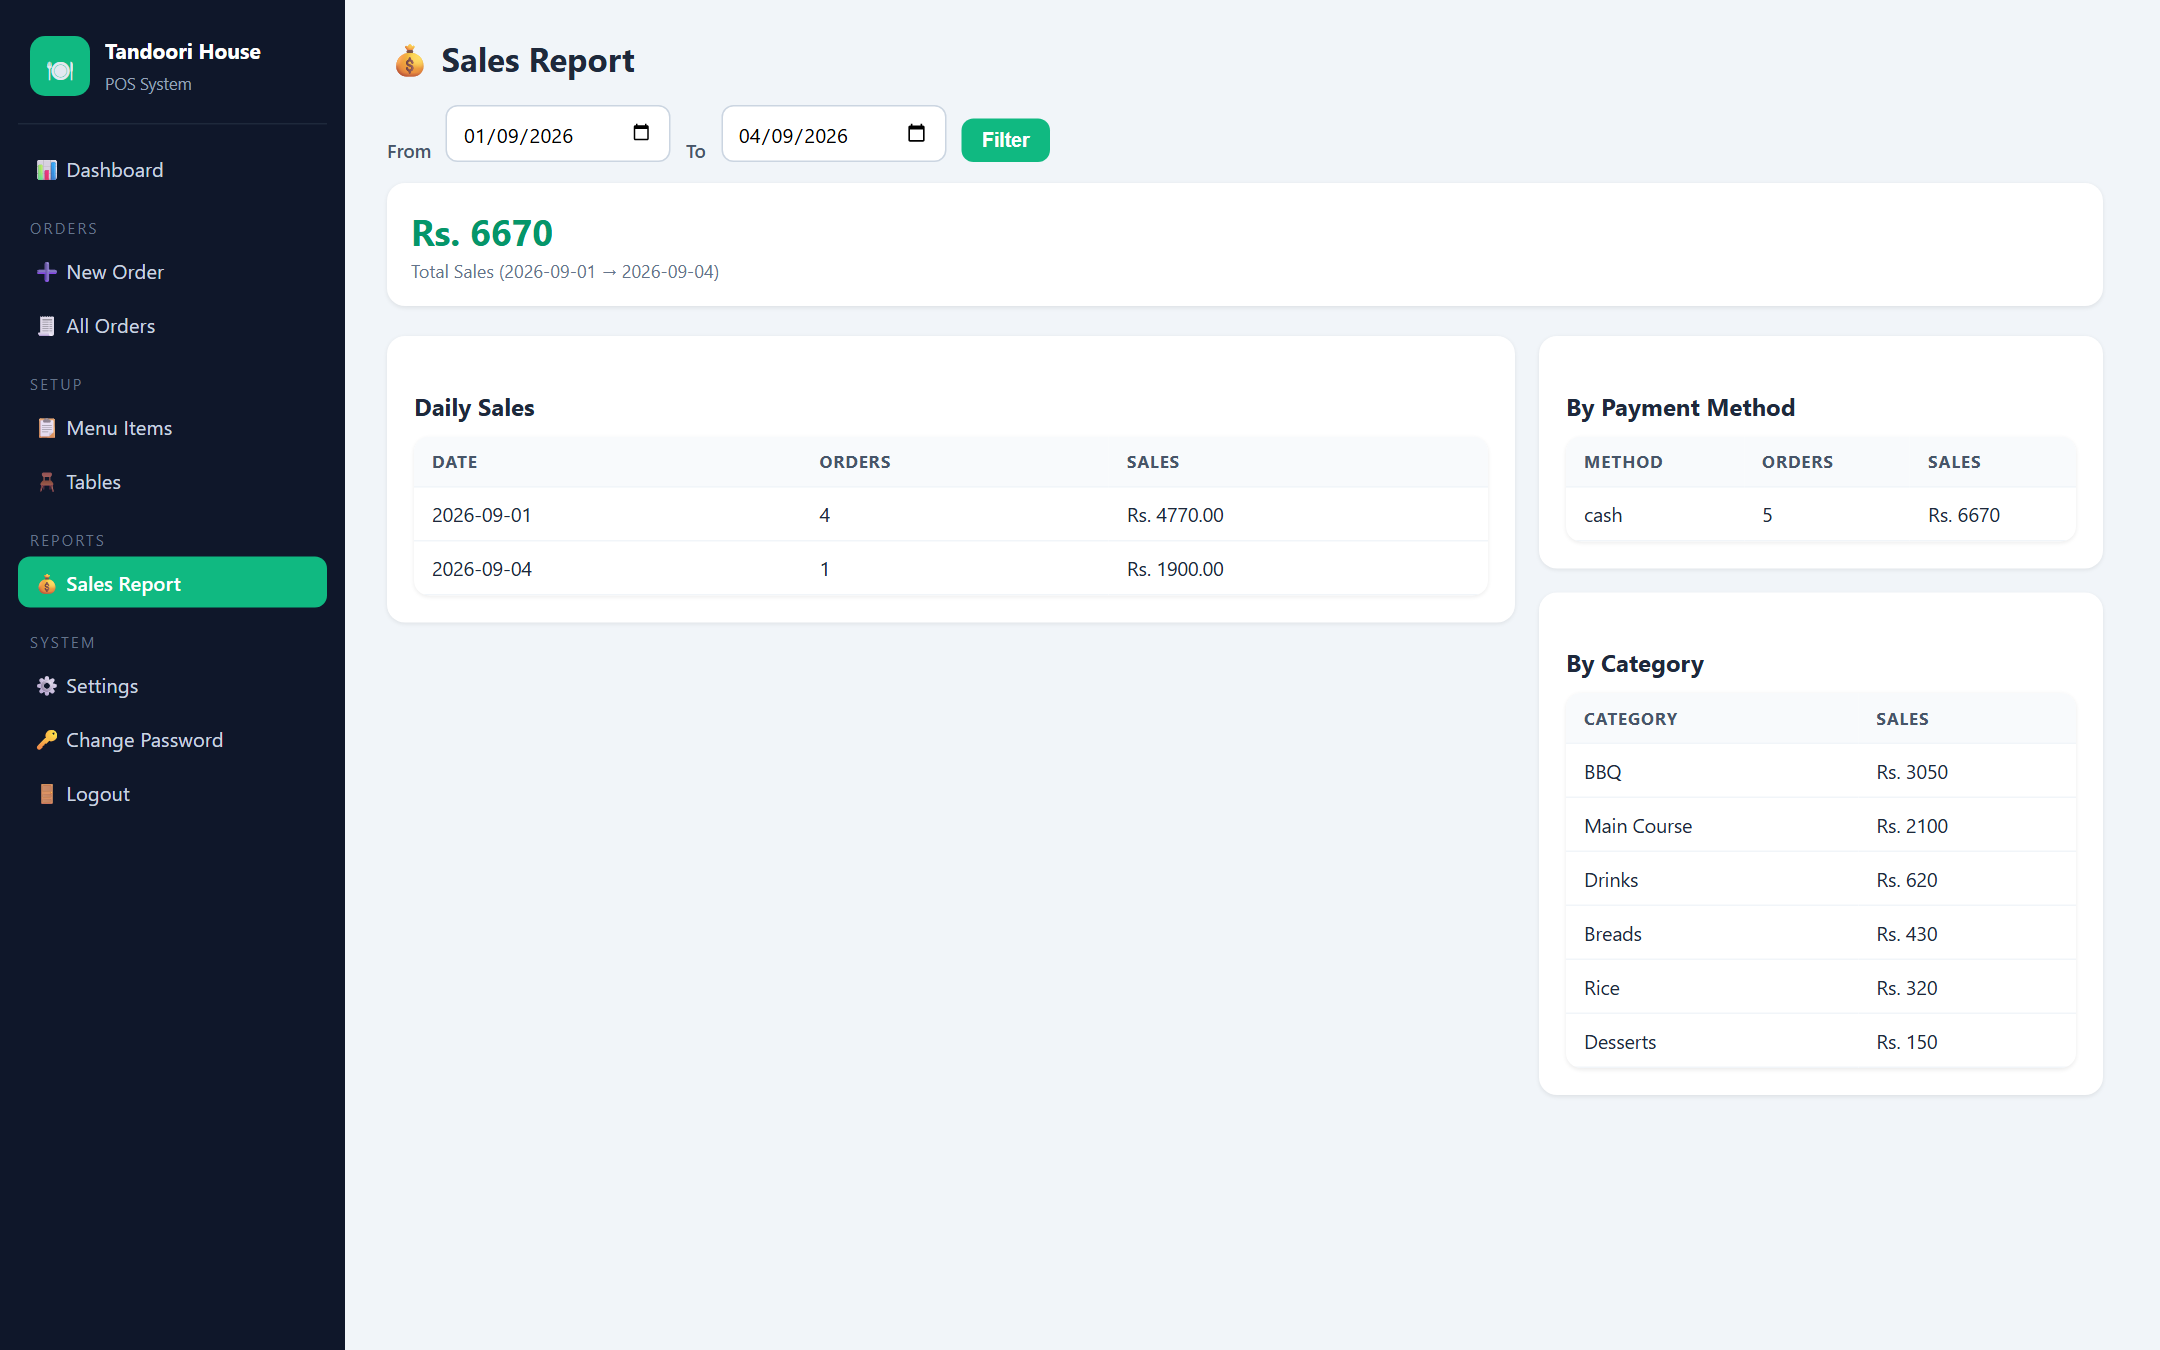 Tandoori House
POS System
Dashboard
ORDERS
New Order
All Orders
SETUP
Menu Items
Tables
REPORTS
Sales Report
SYSTEM
Settings
Change Password
Logout
Sales Report
From 01/09/2026 To 04/09/2026 Filter
Rs. 6670
Total Sales (2026-09-01 → 2026-09-04)
Daily Sales
DATE ORDERS SALES
2026-09-01 4 Rs. 4770.00
2026-09-04 1 Rs. 1900.00
By Payment Method
METHOD ORDERS SALES
cash 5 Rs. 6670
By Category
CATEGORY SALES
BBQ Rs. 3050
Main Course Rs. 2100
Drinks Rs. 620
Breads Rs. 430
Rice Rs. 320
Desserts Rs. 150